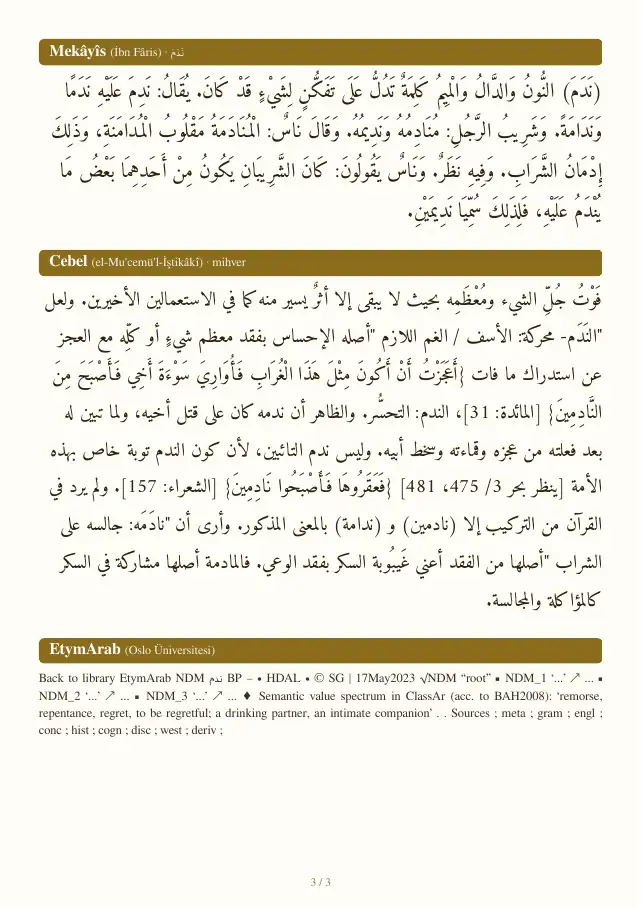 Mekâyîs (İbn Fâris) · نَدَمَ
(نَدَمَ) النُّونُ وَالدَّالُ وَالْمِيمُ كَلِمَةٌ تَدُلُّ عَلَى تَفَكُّنٍ لِشَيْءٍ قَدْ كَانَ. يُقَالُ: نَدِمَ عَلَيْهِ نَدَمًا
وَنَدَامَةً. وَشَرِيبُ الرَّجُلِ: مُنَادِمُهُ وَنَدِيمُهُ. وَقَالَ نَاسٌ: الْمُنَادَمَةُ مَقْلُوبُ الْمُدَامَنَةِ، وَذَلِكَ
إِدْمَانُ الشَّرَابِ. وَفِيهِ نَظَرٌ. وَنَاسٌ يَقُولُونَ: كَانَ الشَّرِيبَانِ يَكُونُ مِنْ أَحَدِهِمَا بَعْضُ مَا
يُنْدَمُ عَلَيْهِ، فَلِذَلِكَ سُمِّيَا نَدِيمَيْنِ.
Cebel (el-Mu'cemü'l-İştikâkî) · mihver
فَوْتُ جُلِّ الشيء ومُعْظَمِه بحيث لا يبقى إلا أثرٌ يسير منه كما في الاستعمالين الأخيرين. ولعل
"النَدَم- محركة: الأسف / الغم اللازم "أصله الإحساس بفقد معظم شيءٍ أو كلِّه مع العجز
عن استدراك ما فات {أَعَجَزْتُ أَنْ أَكُونَ مِثْلَ هَذَا الْغُرَابِ فَأُوَارِيَ سَوْءَةَ أَخِي فَأَصْبَحَ مِنَ
النَّادِمِينَ} [المائدة: 31]، الندم: التحسُّر. والظاهر أن ندمه كان على قتل أخيه، ولما تبين له
بعد فعلته من عجزه وقماءته وسخط أبيه. وليس ندم التائبين، لأن كون الندم توبة خاص بهذه
الأمة [ينظر بحر 3/ 475، 481] {فَعَقَرُوهَا فَأَصْبَحُوا نَادِمِينَ} [الشعراء: 157]. ولم يرد في
القرآن من التركيب إلا (نادمين) و (ندامة) بالمعنى المذكور. وأرى أن "نادَمَه: جالسه على
الشراب "أصلها من الفقد أعني غَيبُوبة السكر بفقد الوعي. فالمادمة أصلها مشاركة في السكر
كالمؤاكلة والمجالسة.
EtymArab (Oslo Üniversitesi)
Back to library EtymArab NDM ندم BP – • HDAL • © SG | 17May2023 √NDM “root” ▪ NDM_1 ‘...’ ↗ ... ▪
NDM_2 ‘...’ ↗ ... ▪ NDM_3 ‘...’ ↗ ... ♦ Semantic value spectrum in ClassAr (acc. to BAH2008): ‘remorse,
repentance, regret, to be regretful; a drinking partner, an intimate companion’ . . Sources ; meta ; gram ; engl ;
conc ; hist ; cogn ; disc ; west ; deriv ;
3 / 3